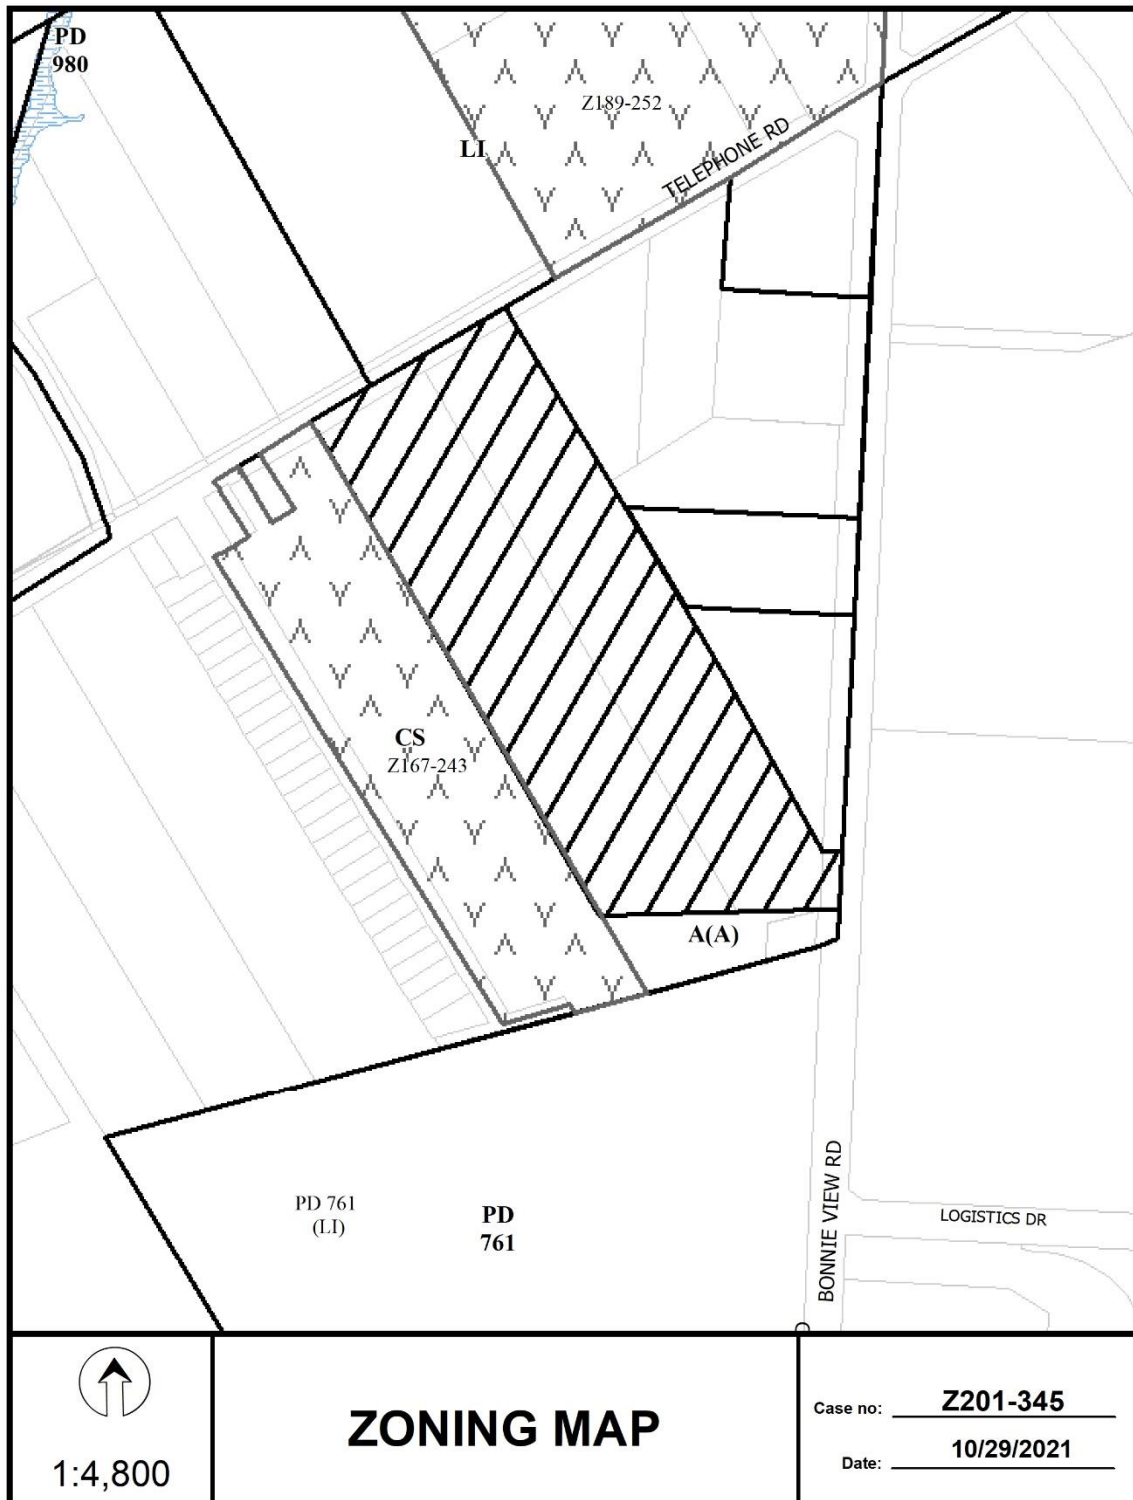 PD
980
Z189-252
LI
TELEPHONE RD
CS
Z167-243
A(A)
PD 761
(LI)
PD
761
BONNIE VIEW RD
LOGISTICS DR
1:4,800
ZONING MAP
Case no: Z201-345
Date: 10/29/2021